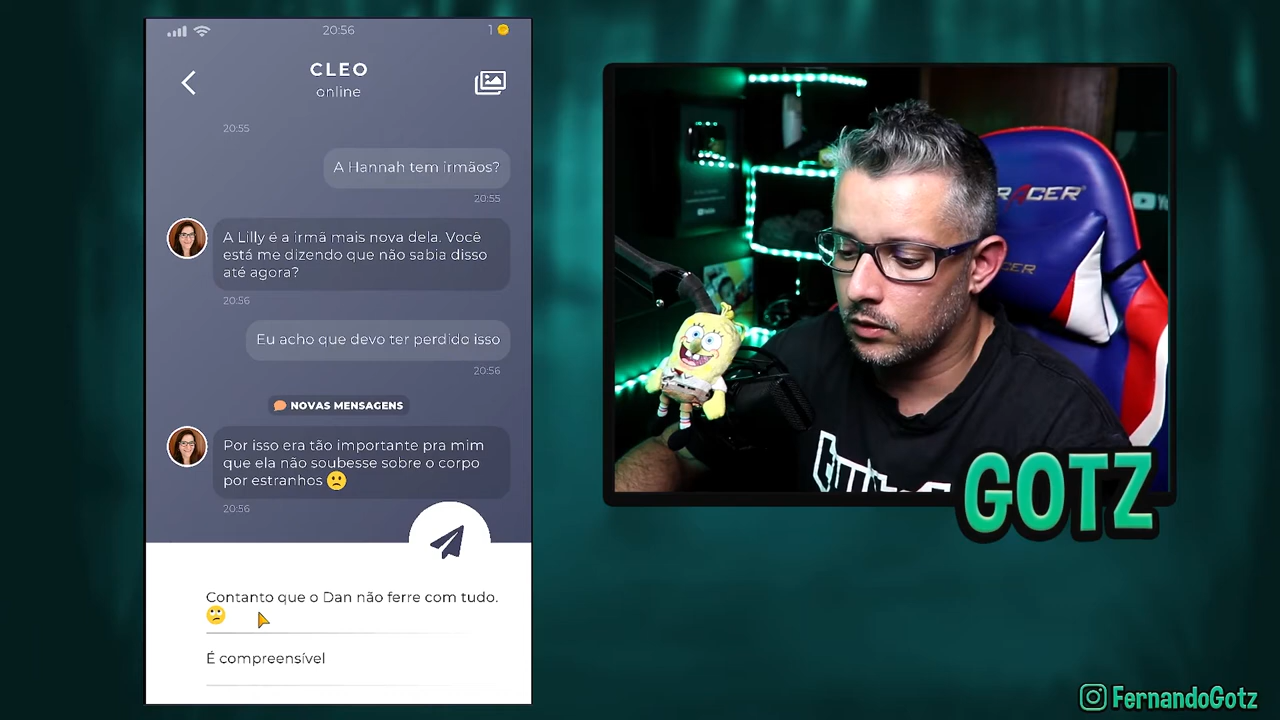 20:56
1
CLEO
online
20:55
A Hannah tem irmãos?
20:55
A Lilly é a irmã mais nova dela. Você
está me dizendo que não sabia disso
até agora?
20:56
Eu acho que devo ter perdido isso
20:56
NOVAS MENSAGENS
Por isso era tão importante pra mim
que ela não soubesse sobre o corpo
por estranhos 🙁
20:56
Contanto que o Dan não ferre com tudo.
🙄
É compreensível
RACER
GOTZ
FernandoGotz